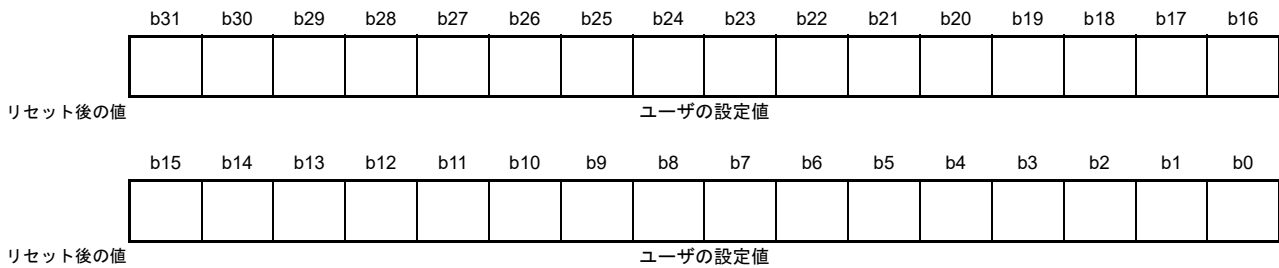 b31 b30 b29 b28 b27 b26 b25 b24 b23 b22 b21 b20 b19 b18 b17 b16
リセット後の値 ユーザの設定値
b15 b14 b13 b12 b11 b10 b9 b8 b7 b6 b5 b4 b3 b2 b1 b0
リセット後の値 ユーザの設定値